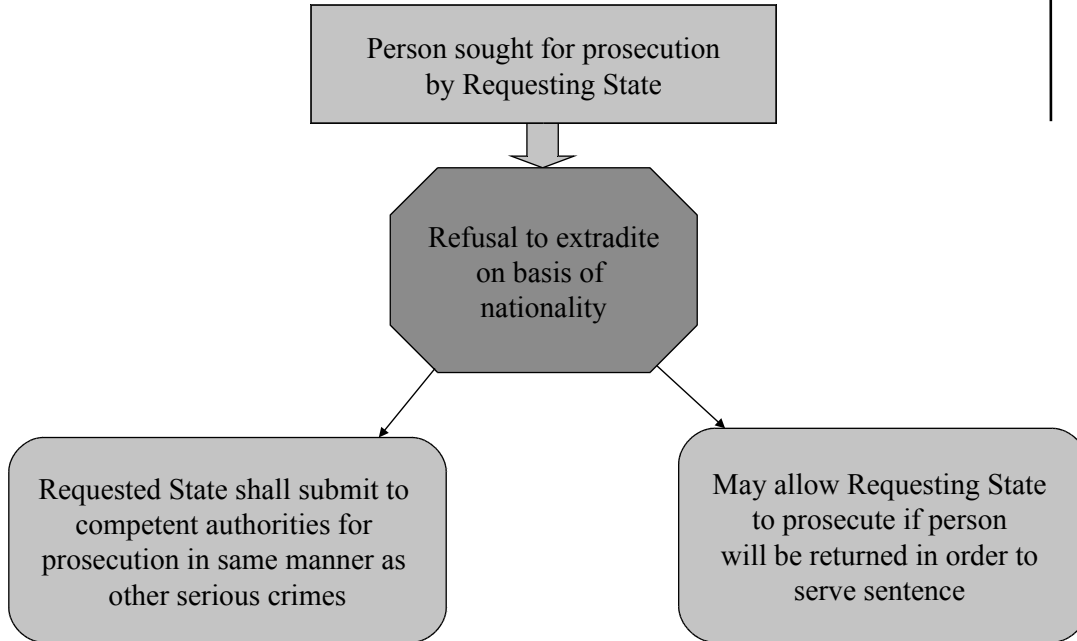 Person sought for prosecution
by Requesting State
Refusal to extradite
on basis of
nationality
Requested State shall submit to
competent authorities for
prosecution in same manner as
other serious crimes
May allow Requesting State
to prosecute if person
will be returned in order to
serve sentence